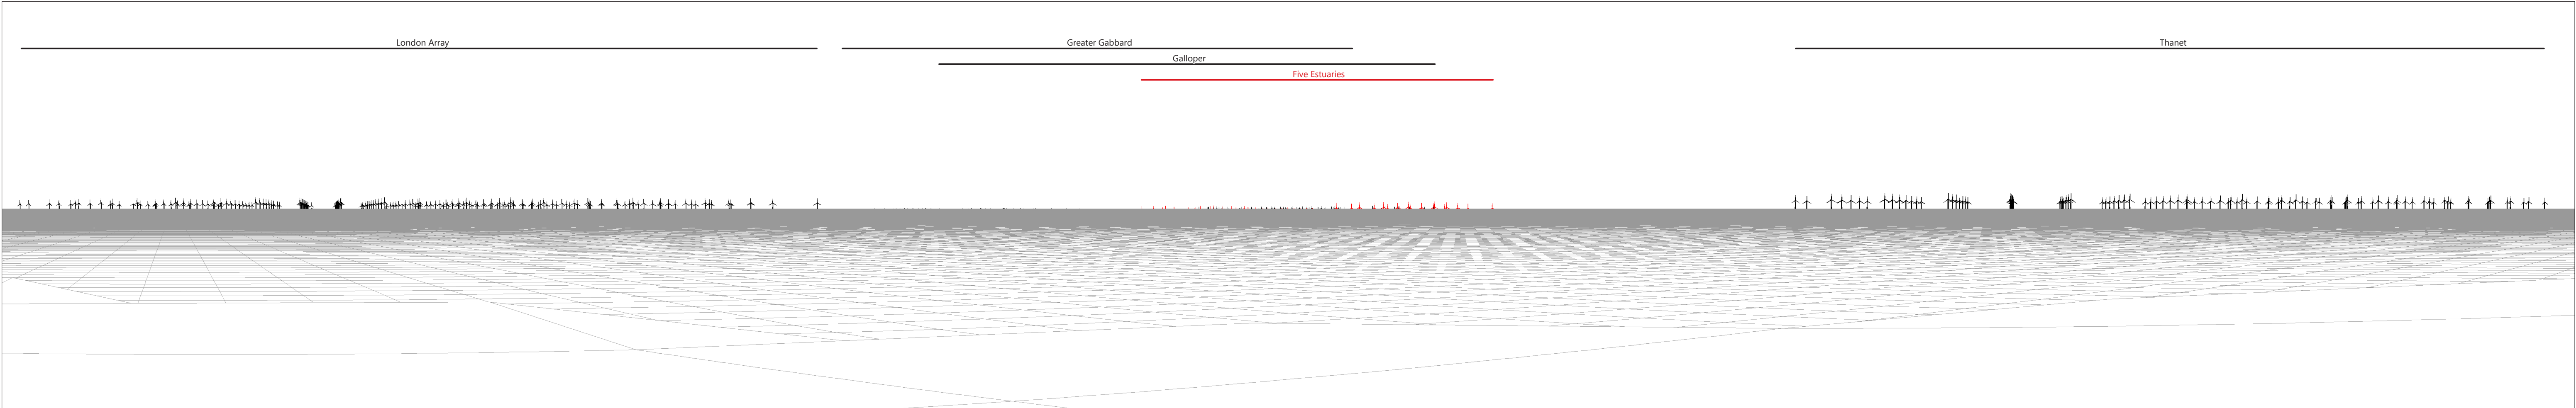 London Array
Greater Gabbard
Thanet
Galloper
Five Estuaries